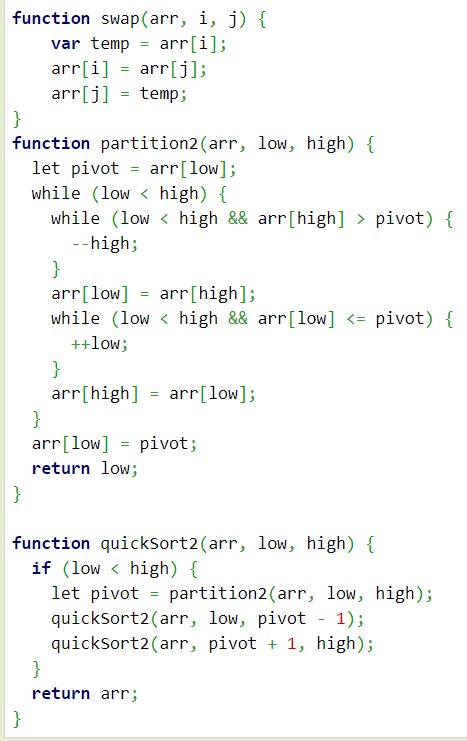 function swap(arr, i, j) {
    var temp = arr[i];
    arr[i] = arr[j];
    arr[j] = temp;
}
function partition2(arr, low, high) {
  let pivot = arr[low];
  while (low < high) {
    while (low < high && arr[high] > pivot) {
      --high;
    }
    arr[low] = arr[high];
    while (low < high && arr[low] <= pivot) {
      ++low;
    }
    arr[high] = arr[low];
  }
  arr[low] = pivot;
  return low;
}

function quickSort2(arr, low, high) {
  if (low < high) {
    let pivot = partition2(arr, low, high);
    quickSort2(arr, low, pivot - 1);
    quickSort2(arr, pivot + 1, high);
  }
  return arr;
}